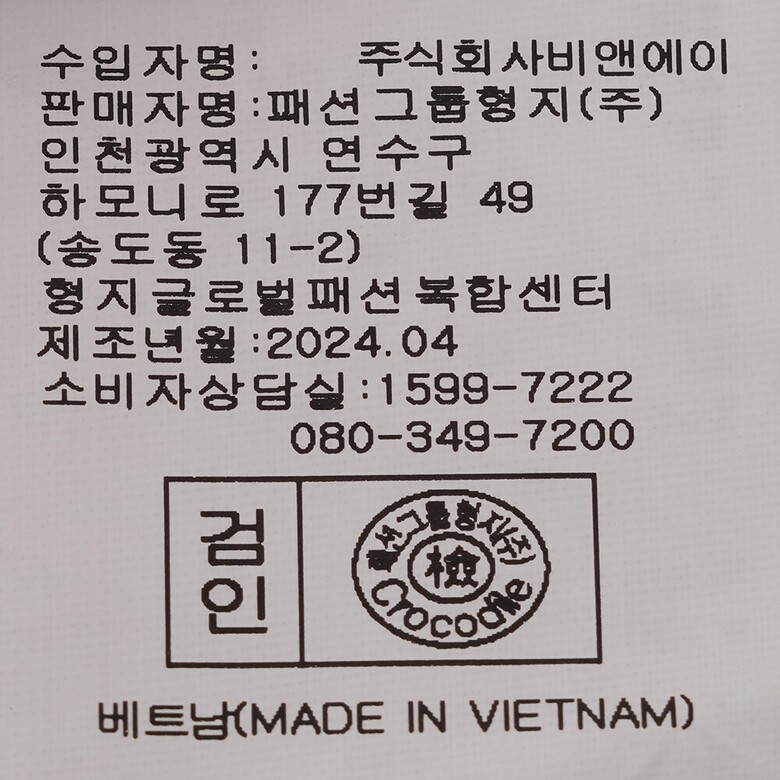 수입자명: 주식회사비앤에이
판매자명:패션그룹형지(주)
인천광역시 연수구
하모니로 177번길 49
(송도동 11-2)
형지글로벌패션복합센터
제조년월:2024.04
소비자상담실:1599-7222
080-349-7200
검인
패션그룹형지(주)
檢
Crocodile
베트남(MADE IN VIETNAM)